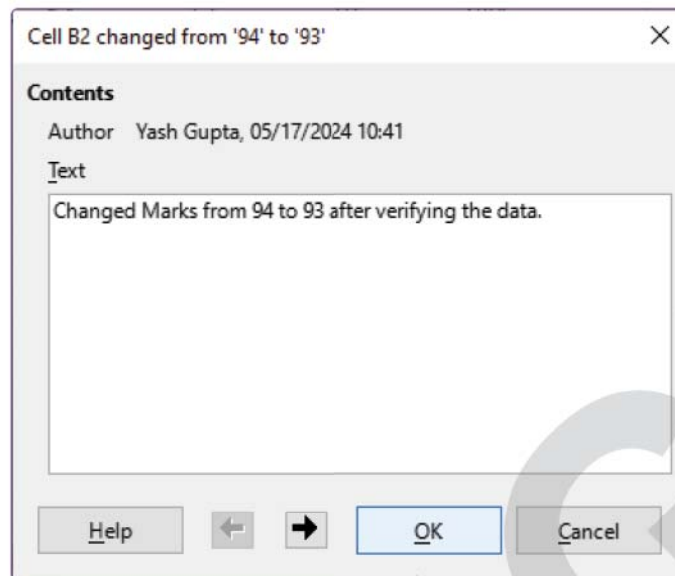 Cell B2 changed from '94' to '93'
Contents
Author Yash Gupta, 05/17/2024 10:41
Text
Changed Marks from 94 to 93 after verifying the data.
Help OK Cancel